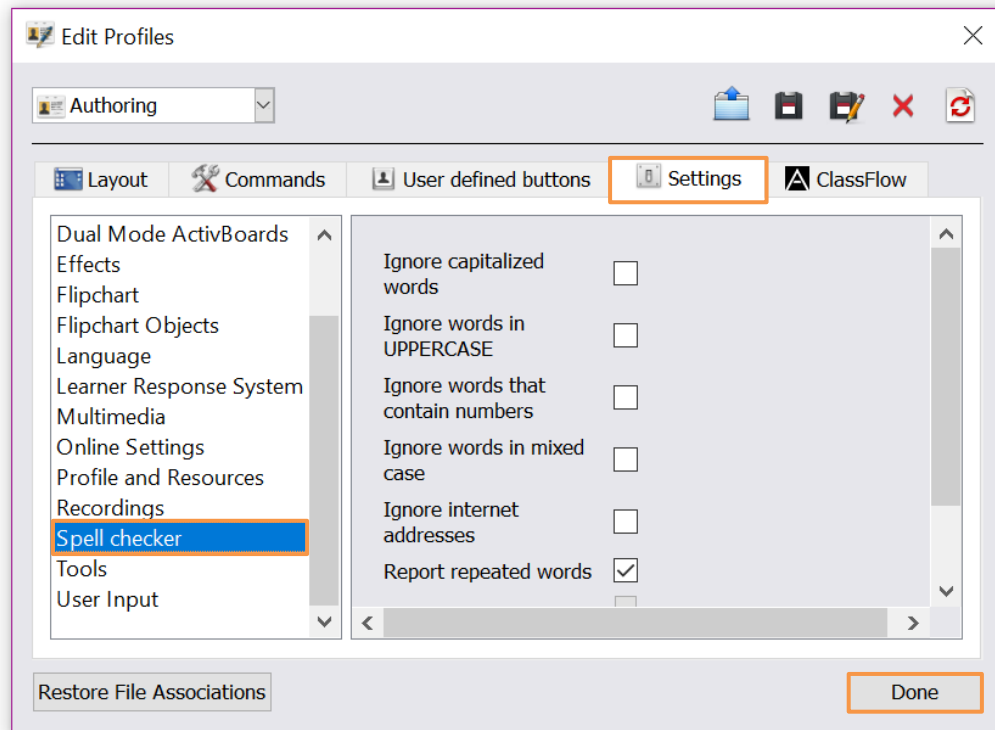 Edit Profiles
Authoring
Layout
Commands
User defined buttons
Settings
ClassFlow
Dual Mode ActivBoards
Effects
Flipchart
Flipchart Objects
Language
Learner Response System
Multimedia
Online Settings
Profile and Resources
Recordings
Spell checker
Tools
User Input
Ignore capitalized
words
Ignore words in
UPPERCASE
Ignore words that
contain numbers
Ignore words in mixed
case
Ignore internet
addresses
Report repeated words
Restore File Associations
Done